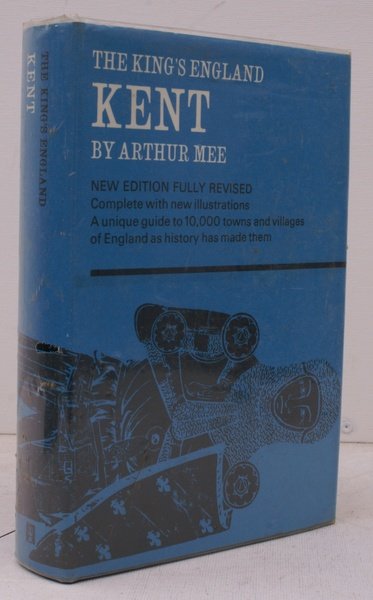 THE KING'S ENGLAND
KENT
BY ARTHUR MEE
NEW EDITION FULLY REVISED
Complete with new illustrations
A unique guide to 10,000 towns and villages
of England as history has made them
THE KING'S ENGLAND
KENT